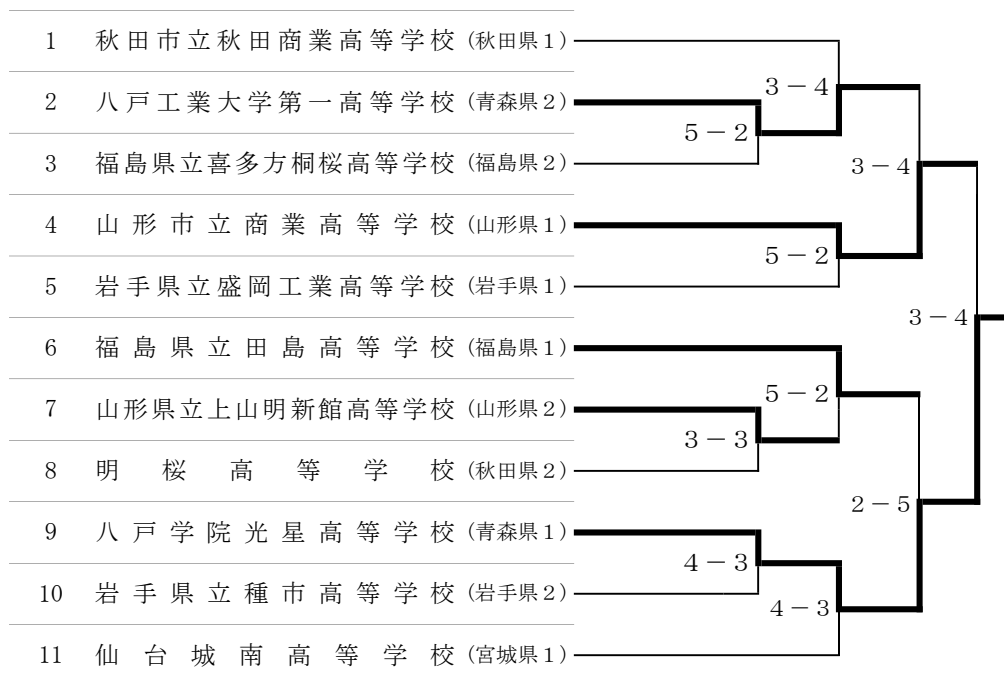 1 秋田市立秋田商業高等学校 (秋田県1)
3－4
2 八戸工業大学第一高等学校 (青森県2)
5－2
3 福島県立喜多方桐桜高等学校 (福島県2)
3－4
4 山形市立商業高等学校 (山形県1)
5－2
5 岩手県立盛岡工業高等学校 (岩手県1)
3－4
6 福島県立田島高等学校 (福島県1)
5－2
7 山形県立上山明新館高等学校 (山形県2)
3－3
8 明桜高等学校 (秋田県2)
2－5
9 八戸学院光星高等学校 (青森県1)
4－3
10 岩手県立種市高等学校 (岩手県2)
4－3
11 仙台城南高等学校 (宮城県1)